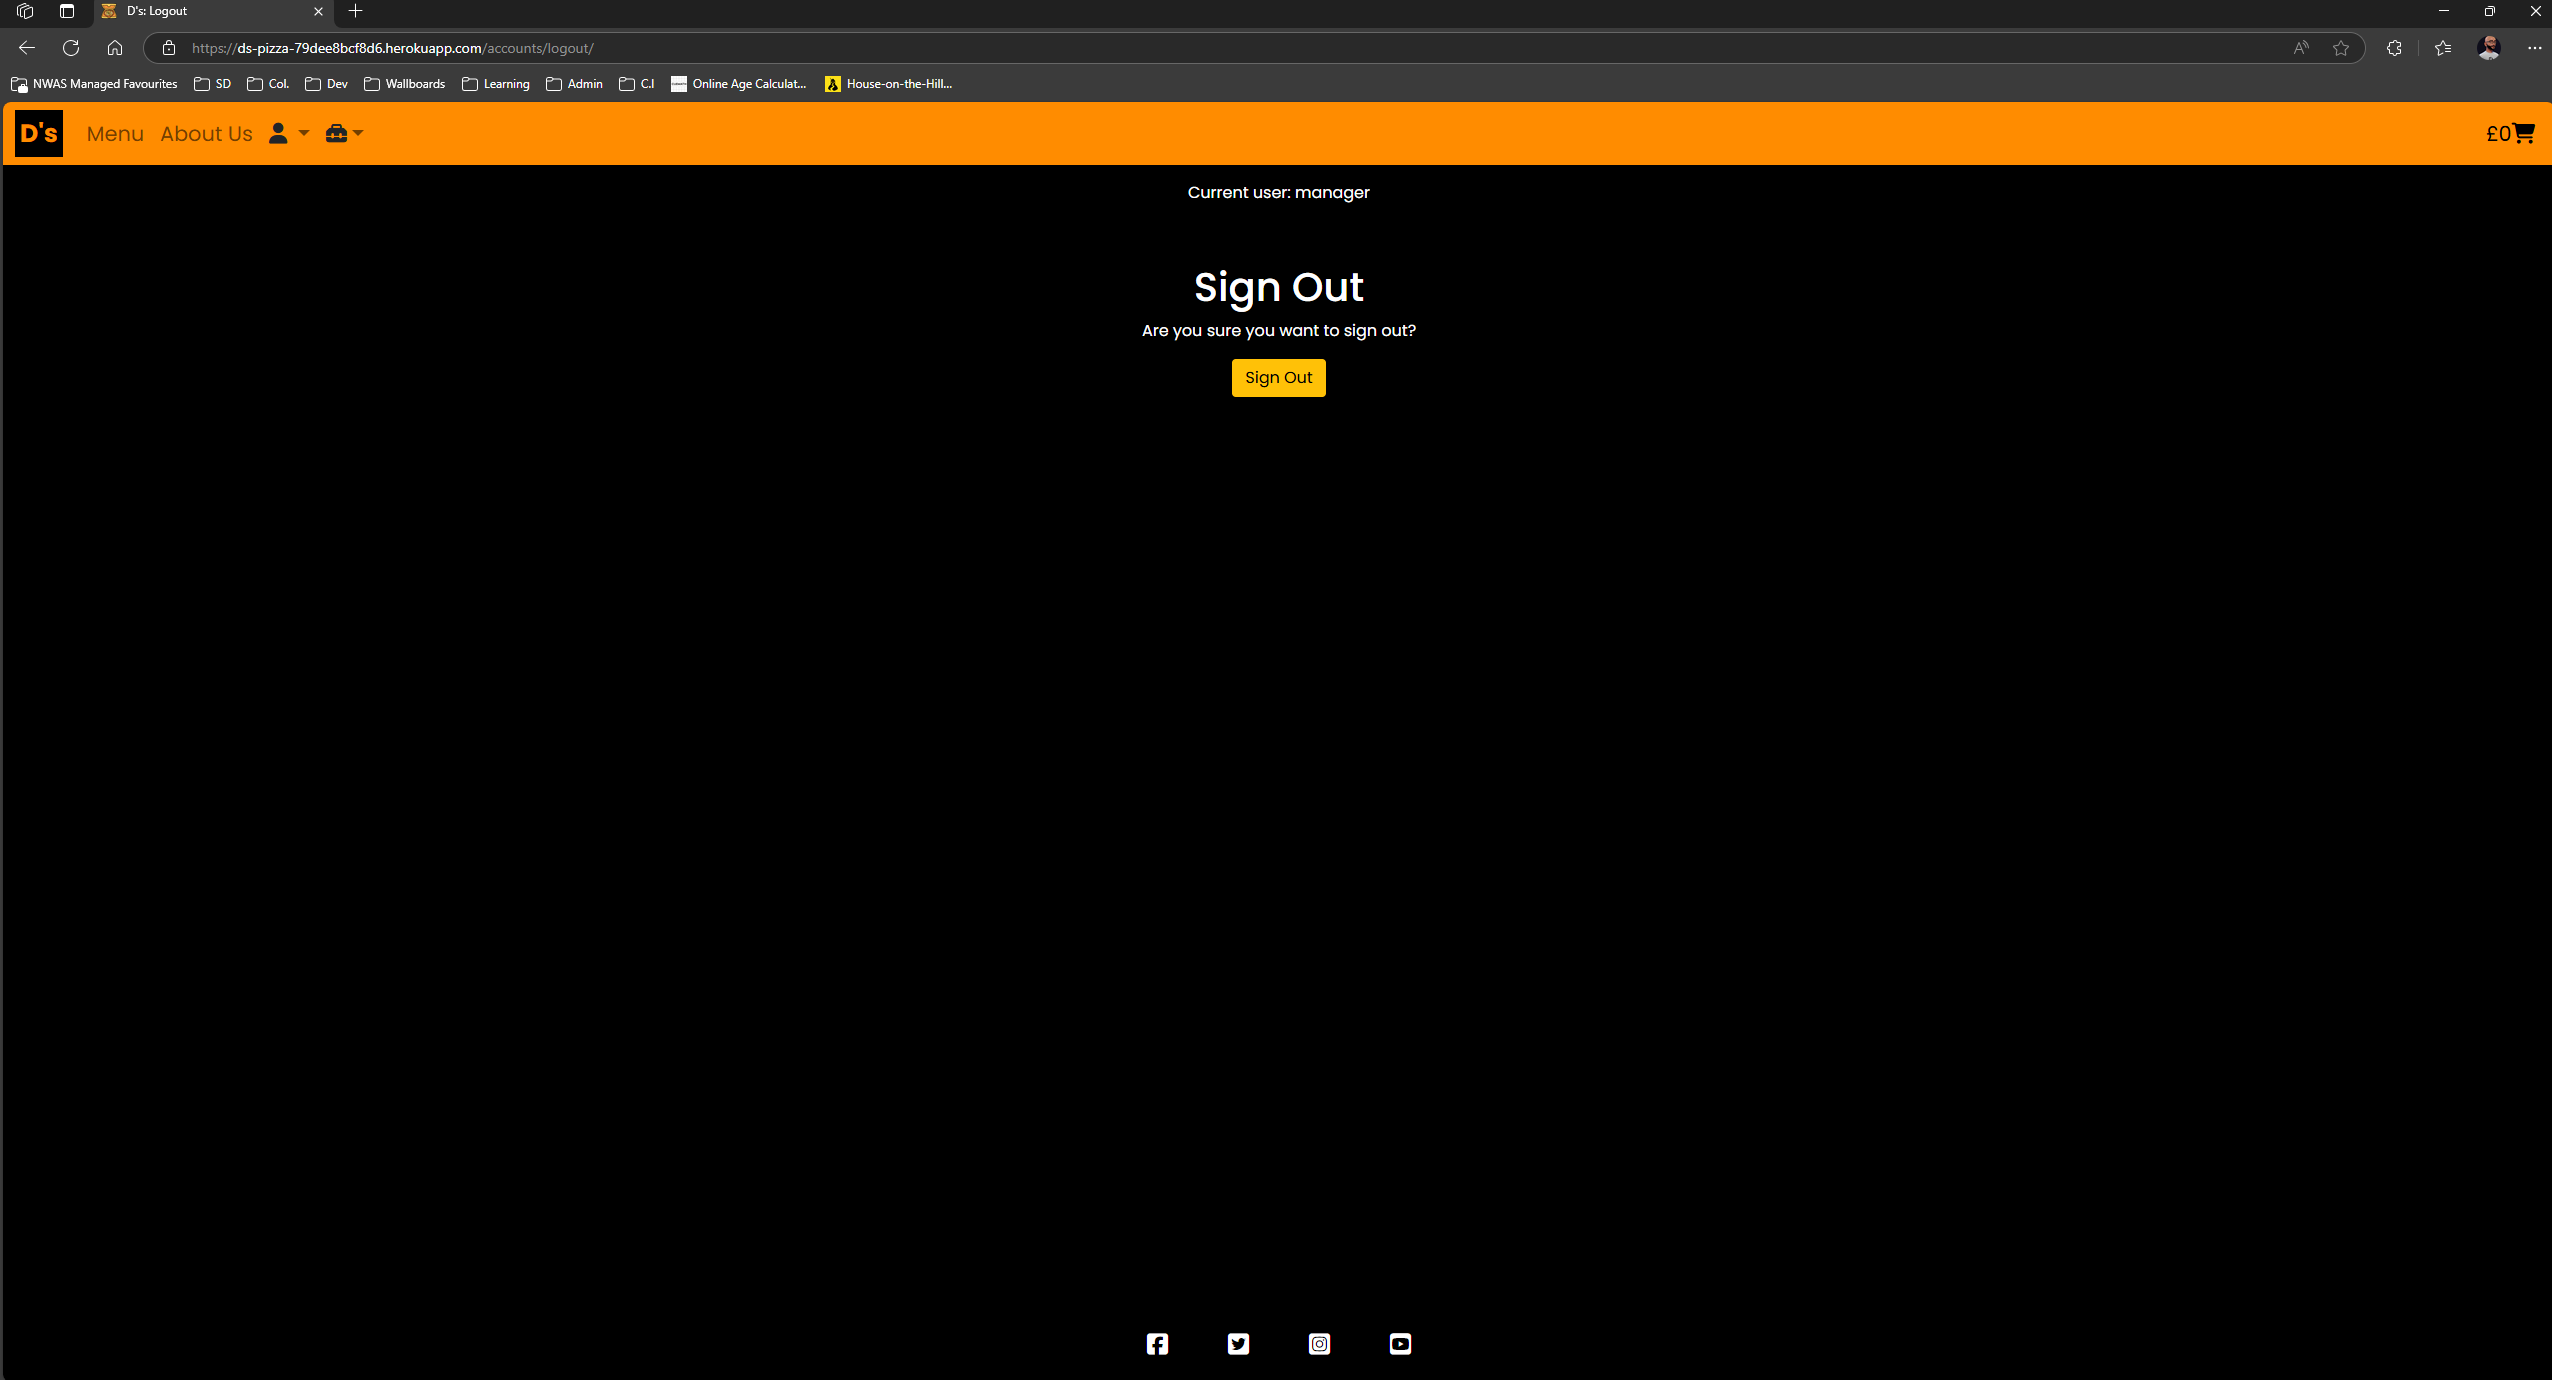 D's: Logout
https://ds-pizza-79dee8bcf8d6.herokuapp.com/accounts/logout/
NWAS Managed Favourites SD Col. Dev Wallboards Learning Admin C.I Online Age Calculat... House-on-the-Hill...
D's Menu About Us £0
Current user: manager
Sign Out
Are you sure you want to sign out?
Sign Out